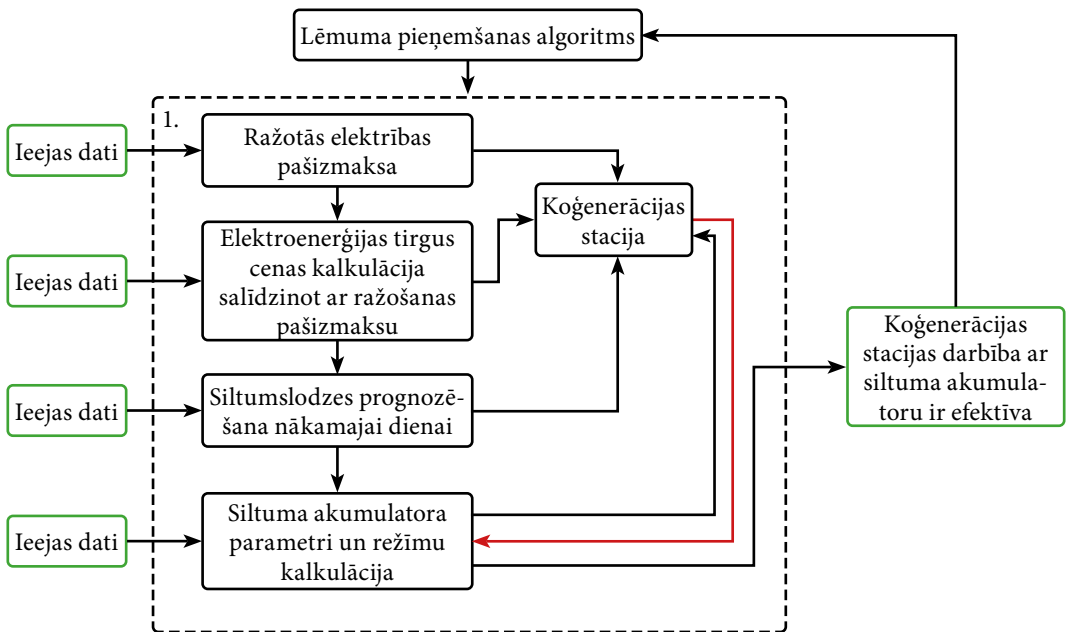 Lēmuma pieņemšanas algoritms
1.
Ieejas dati
Ražotās elektrības
pašizmaksa
Koģenerācijas
stacija
Ieejas dati
Elektroenerģijas tirgus
cenas kalkulācija
salīdzinot ar ražošanas
pašizmaksu
Koģenerācijas
stacijas darbība ar
siltuma akumula-
toru ir efektīva
Ieejas dati
Siltumslodzes prognozē-
šana nākamajai dienai
Ieejas dati
Siltuma akumulatora
parametri un režīmu
kalkulācija